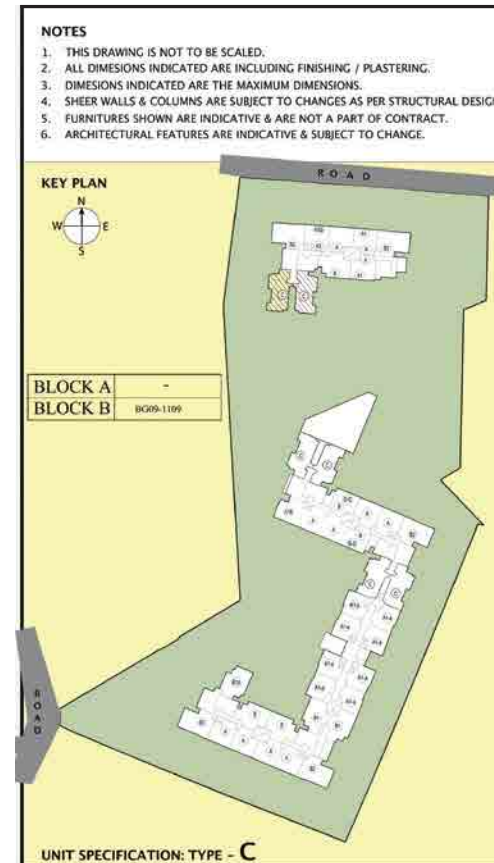 NOTES
1. THIS DRAWING IS NOT TO BE SCALED.
2. ALL DIMESIONS INDICATED ARE INCLUDING FINISHING / PLASTERING.
3. DIMESIONS INDICATED ARE THE MAXIMUM DIMENSIONS.
4. SHEER WALLS & COLUMNS ARE SUBJECT TO CHANGES AS PER STRUCTURAL DESIG
5. FURNITURES SHOWN ARE INDICATIVE & ARE NOT A PART OF CONTRACT.
6. ARCHITECTURAL FEATURES ARE INDICATIVE & SUBJECT TO CHANGE.
ROAD
KEY PLAN
N
W E
S
BLOCK A -
BLOCK B BG09-1109
ROAD
UNIT SPECIFICATION: TYPE - C